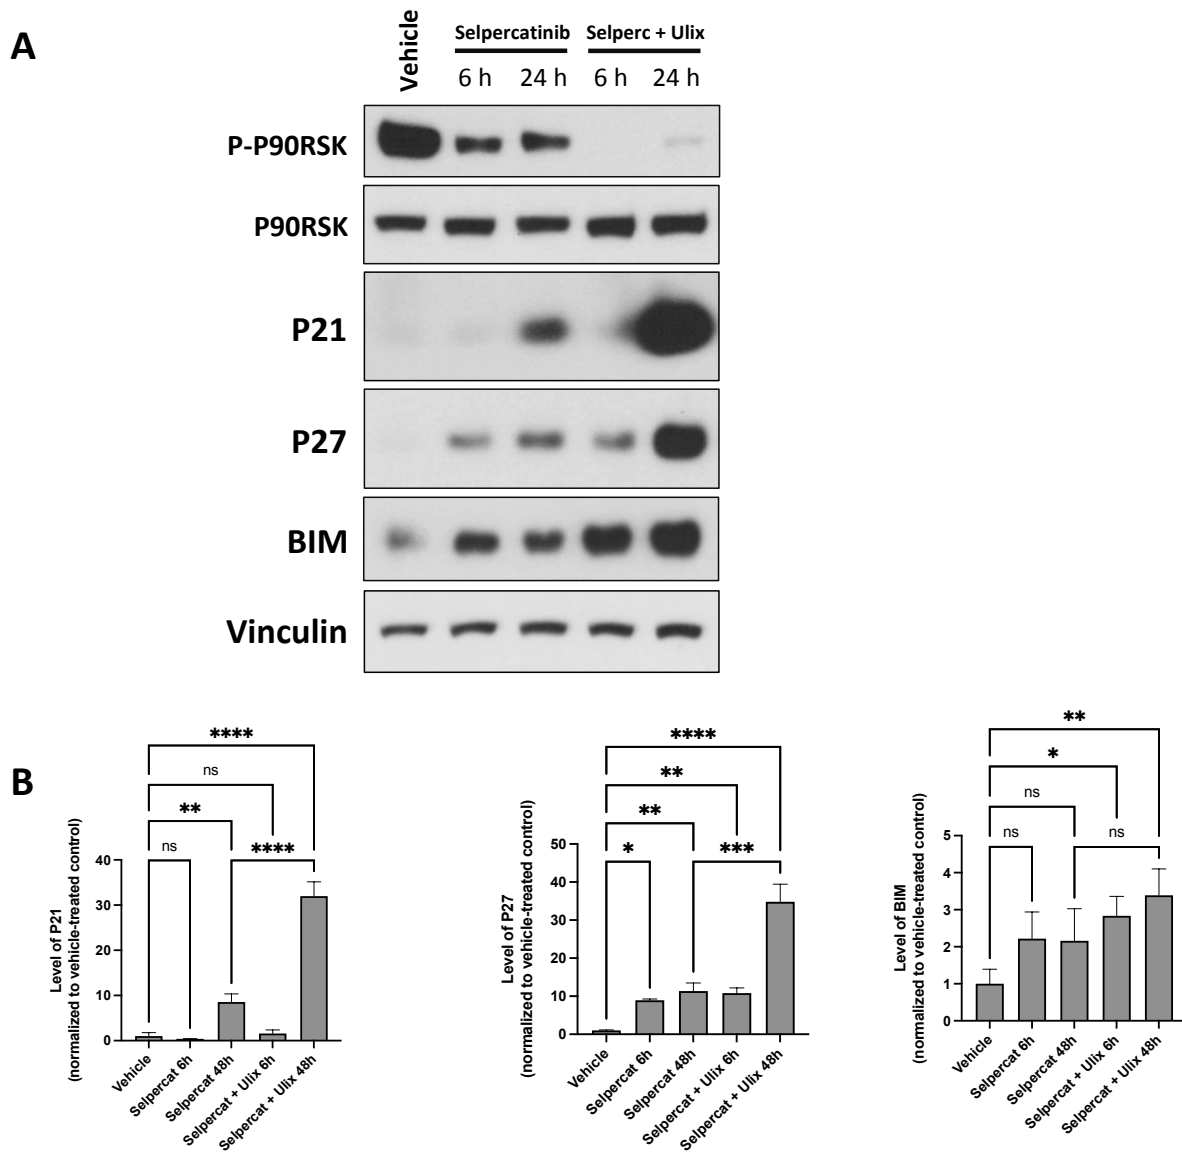 A
Vehicle
Selpercatinib
Selperc + Ulix
6 h
24 h
6 h
24 h
P-P90RSK
P90RSK
P21
P27
BIM
Vinculin
B
****
ns
**
ns
****
Level of P21
(normalized to vehicle-treated control)
40
30
20
10
0
Vehicle
Selpercat 6h
Selpercat 48h
Selpercat + Ulix 6h
Selpercat + Ulix 48h
****
**
**
*
***
Level of P27
(normalized to vehicle-treated control)
50
40
30
20
10
0
Vehicle
Selpercat 6h
Selpercat 48h
Selpercat + Ulix 6h
Selpercat + Ulix 48h
**
*
ns
ns
ns
Level of BIM
(normalized to vehicle-treated control)
5
4
3
2
1
0
Vehicle
Selpercat 6h
Selpercat 48h
Selpercat + Ulix 6h
Selpercat + Ulix 48h